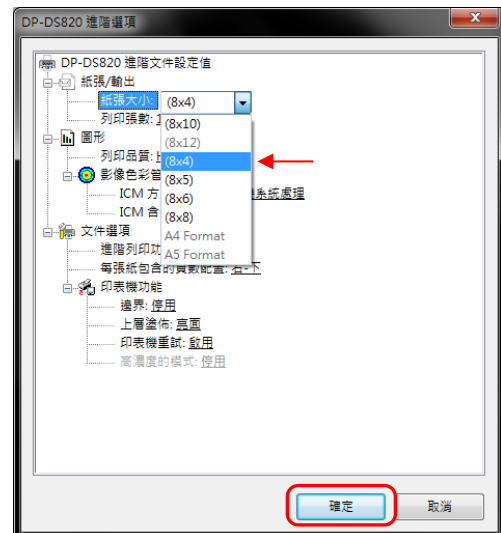 DP-DS820 進階選項
DP-DS820 進階文件設定值
紙張/輸出
紙張大小: (8x4)
列印張數: 1
(8x10)
(8x12)
(8x4)
(8x5)
(8x6)
(8x8)
A4 Format
A5 Format
圖形
列印品質:
影像色彩管
ICM 方 系統處理
ICM 含
文件選項
進階列印功
每張紙包含的頁數配置: 右-下
印表機功能
邊界: 停用
上層塗佈: 亮面
印表機重試: 啟用
高濃度的模式: 停用
確定 取消